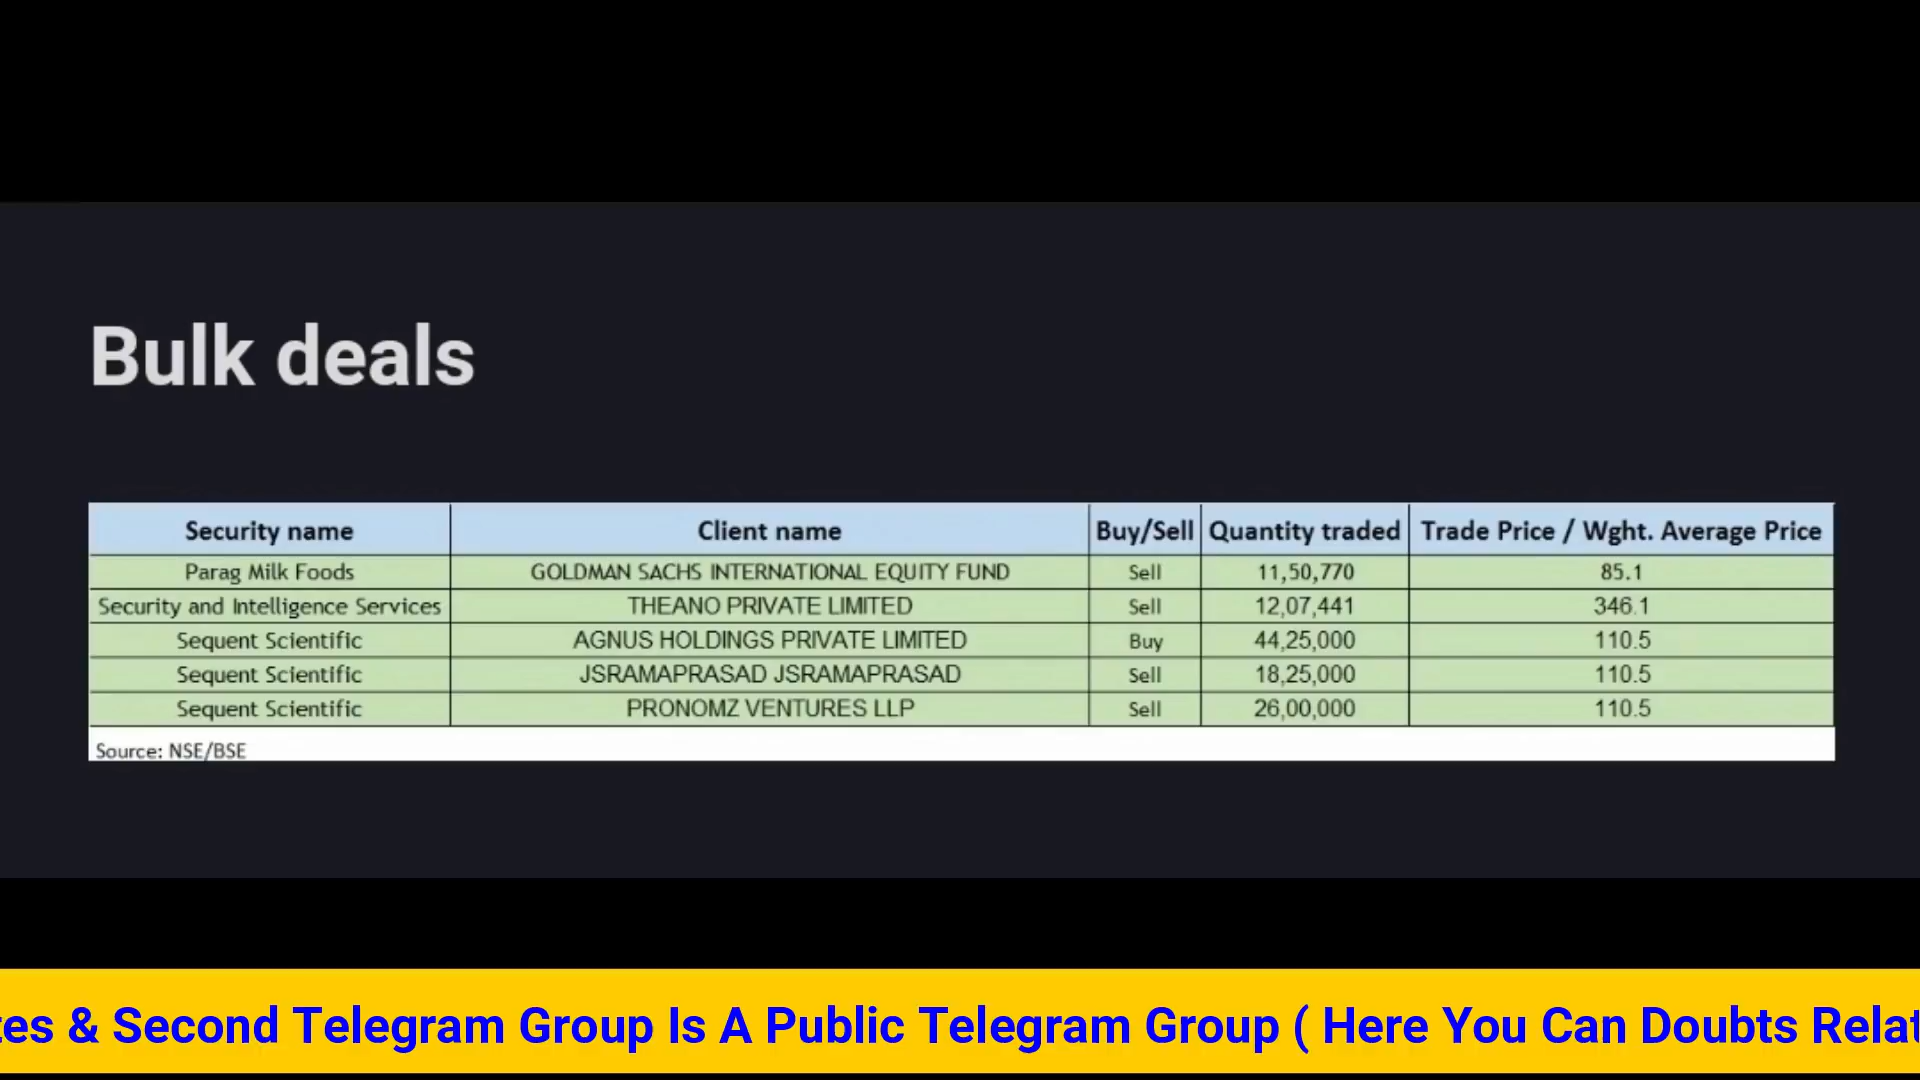 Bulk deals
Security name Client name Buy/Sell Quantity traded Trade Price / Wght. Average Price
Parag Milk Foods GOLDMAN SACHS INTERNATIONAL EQUITY FUND Sell 11,50,770 85.1
Security and Intelligence Services THEANO PRIVATE LIMITED Sell 12,07,441 346.1
Sequent Scientific AGNUS HOLDINGS PRIVATE LIMITED Buy 44,25,000 110.5
Sequent Scientific JSRAMAPRASAD JSRAMAPRASAD Sell 18,25,000 110.5
Sequent Scientific PRONOMZ VENTURES LLP Sell 26,00,000 110.5
Source: NSE/BSE
& Second Telegram Group Is A Public Telegram Group ( Here You Can Doubts